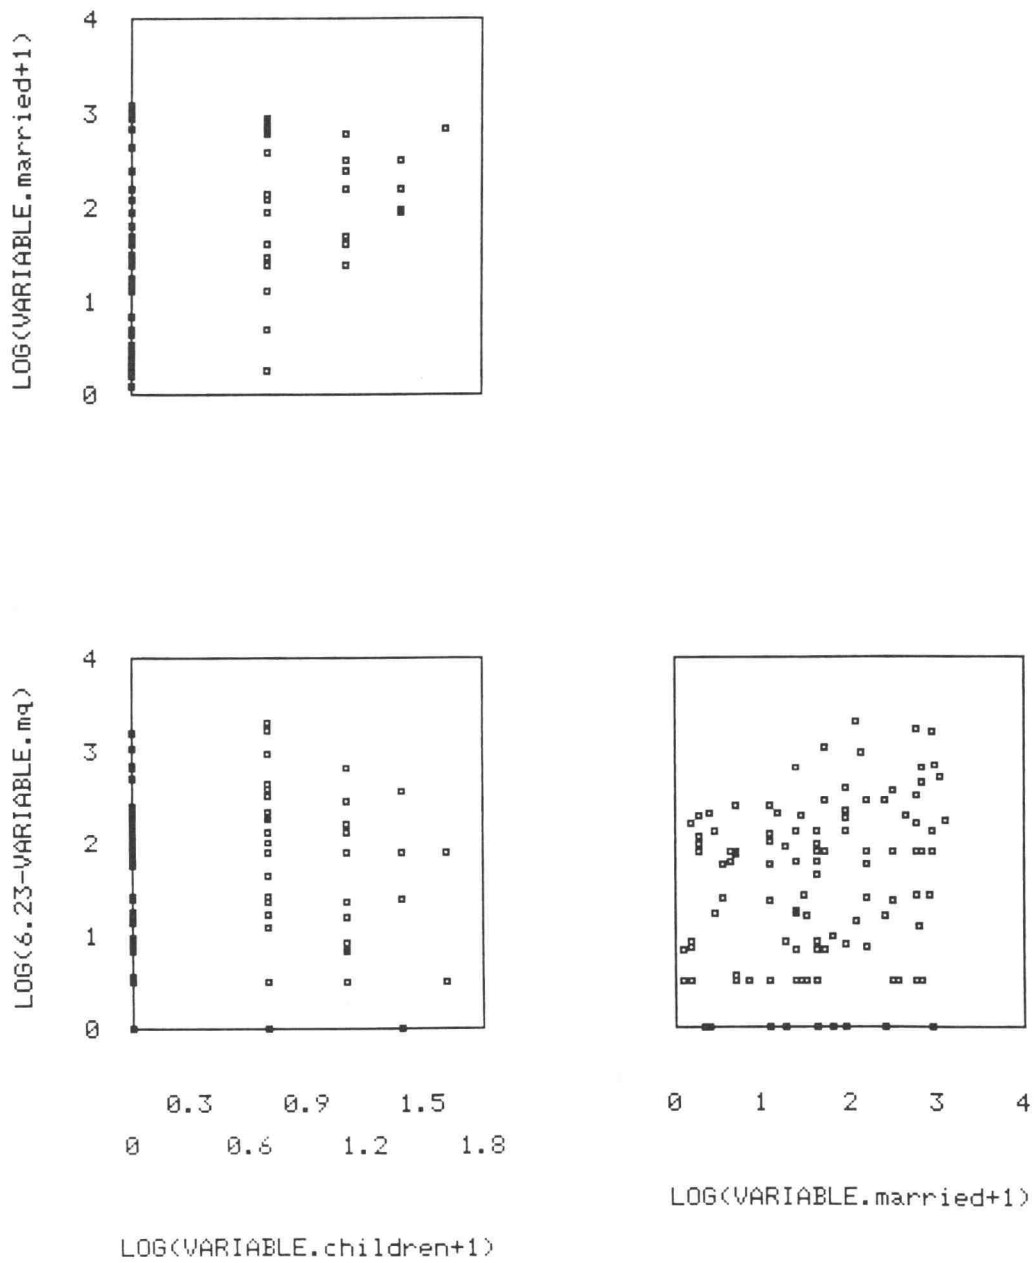 LOG(VARIABLE.married+1)
4
3
2
1
0
LOG(6.23-VARIABLE.mq)
4
3
2
1
0
0.3 0.9 1.5
0 0.6 1.2 1.8
LOG(VARIABLE.children+1)
0 1 2 3 4
LOG(VARIABLE.married+1)